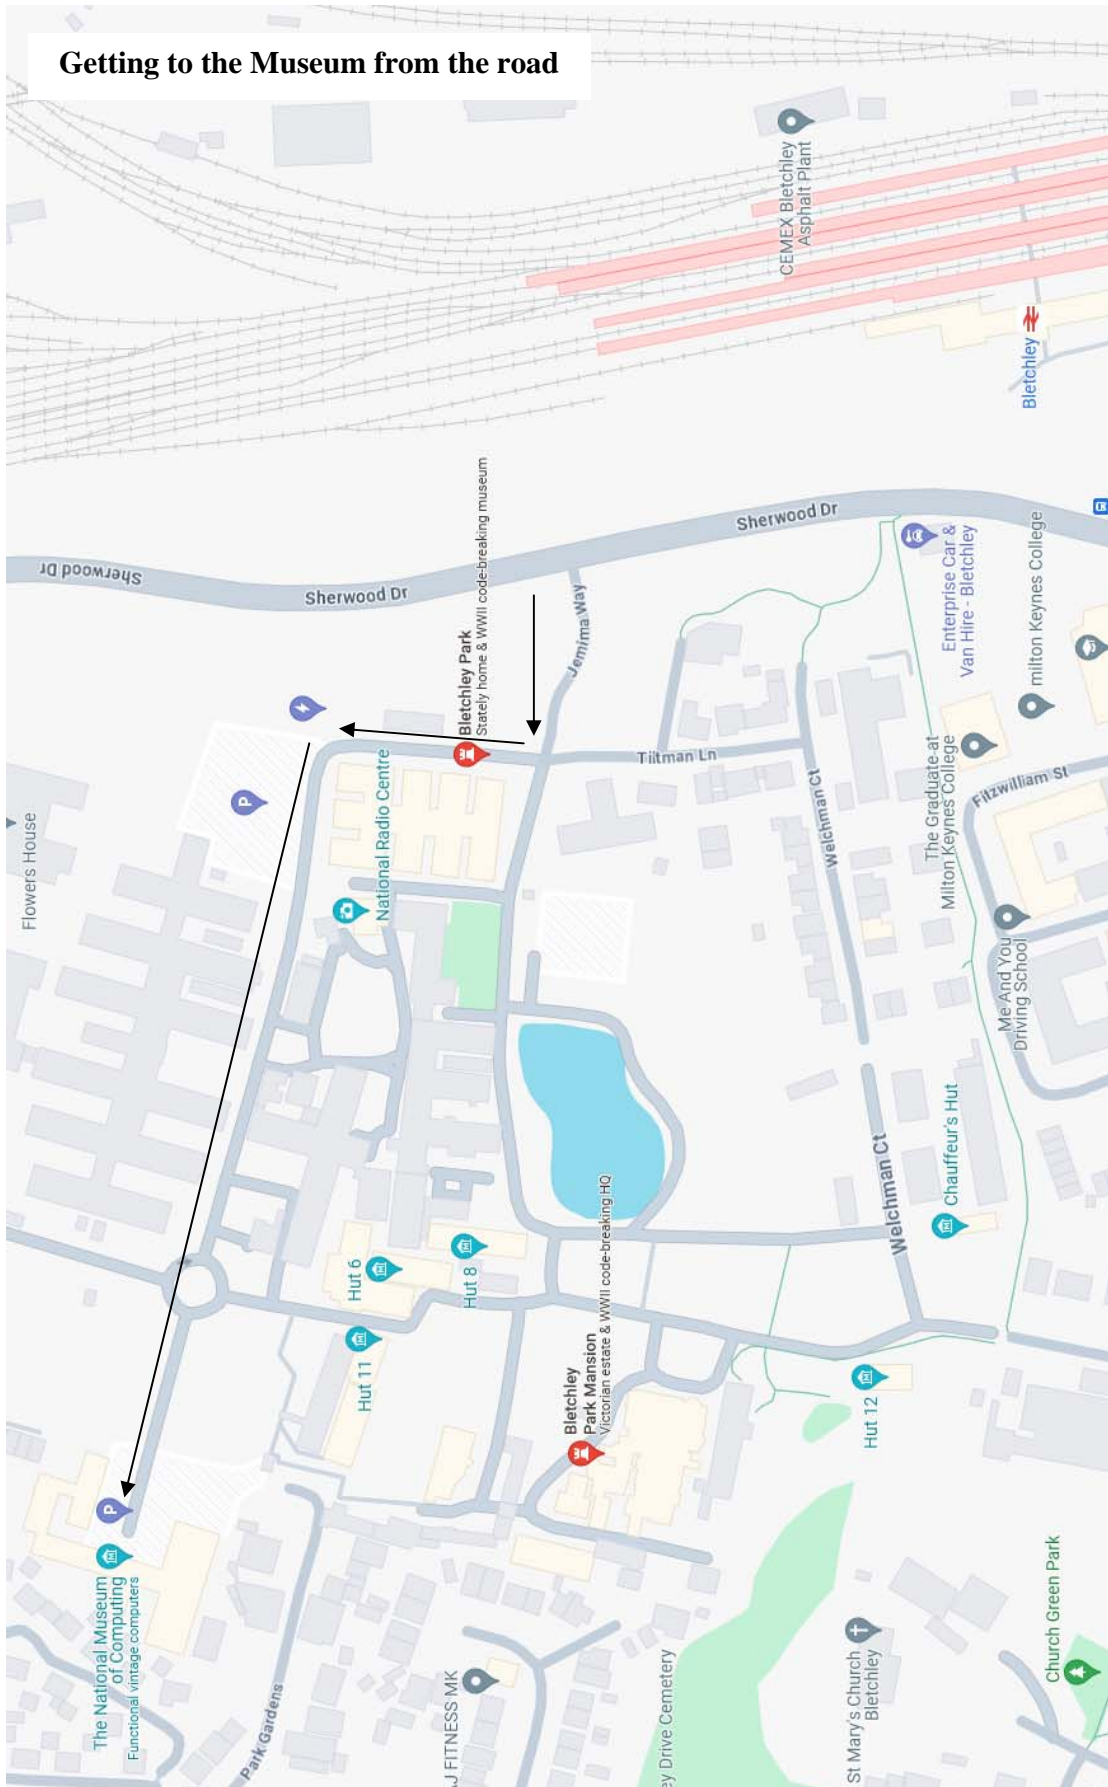 Getting to the Museum from the road
CEMEX Bletchley
Asphalt Plant
Bletchley
Sherwood Dr
Sherwood Dr
Sherwood Dr
Jemima Way
Bletchley Park
Stately home & WWII code-breaking museum
National Radio Centre
Flowers House
P
Tiltman Ln
Welchman Ct
Enterprise Car &
Van Hire - Bletchley
milton Keynes College
The Graduate at
Milton Keynes College
Fitzwilliam St
Me And You
Driving School
Chauffeur's Hut
Welchman Ct
Hut 6
Hut 8
Hut 11
Bletchley
Park Mansion
Victorian estate & WWII code-breaking HQ
Hut 12
P
The National Museum
of Computing
Functional vintage computers
Park Gardens
J FITNESS MK
ey Drive Cemetery
St Mary's Church
Bletchley
Church Green Park